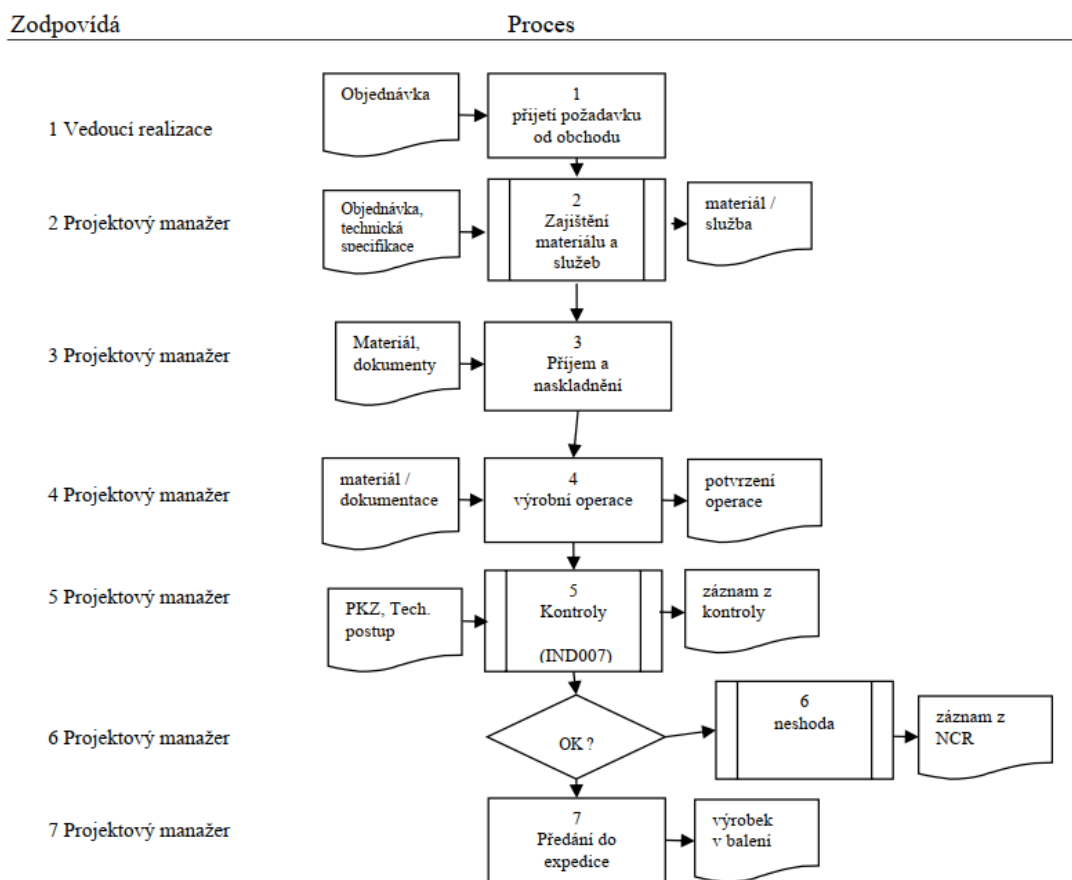 Zodpovídá Proces
Objednávka
1
přijetí požadavku
od obchodu
1 Vedoucí realizace
2 Projektový manažer
Objednávka,
technická
specifikace
2
Zajištění
materiálu a
služeb
materiál /
služba
3 Projektový manažer
Materiál,
dokumenty
3
Příjem a
naskladnění
4 Projektový manažer
materiál /
dokumentace
4
výrobní operace
potvrzení
operace
5 Projektový manažer
PKZ, Tech.
postup
5
Kontroly
(IND007)
záznam z
kontroly
6 Projektový manažer
OK ?
6
neshoda
záznam z
NCR
7 Projektový manažer
7
Předání do
expedice
výrobek
v balení